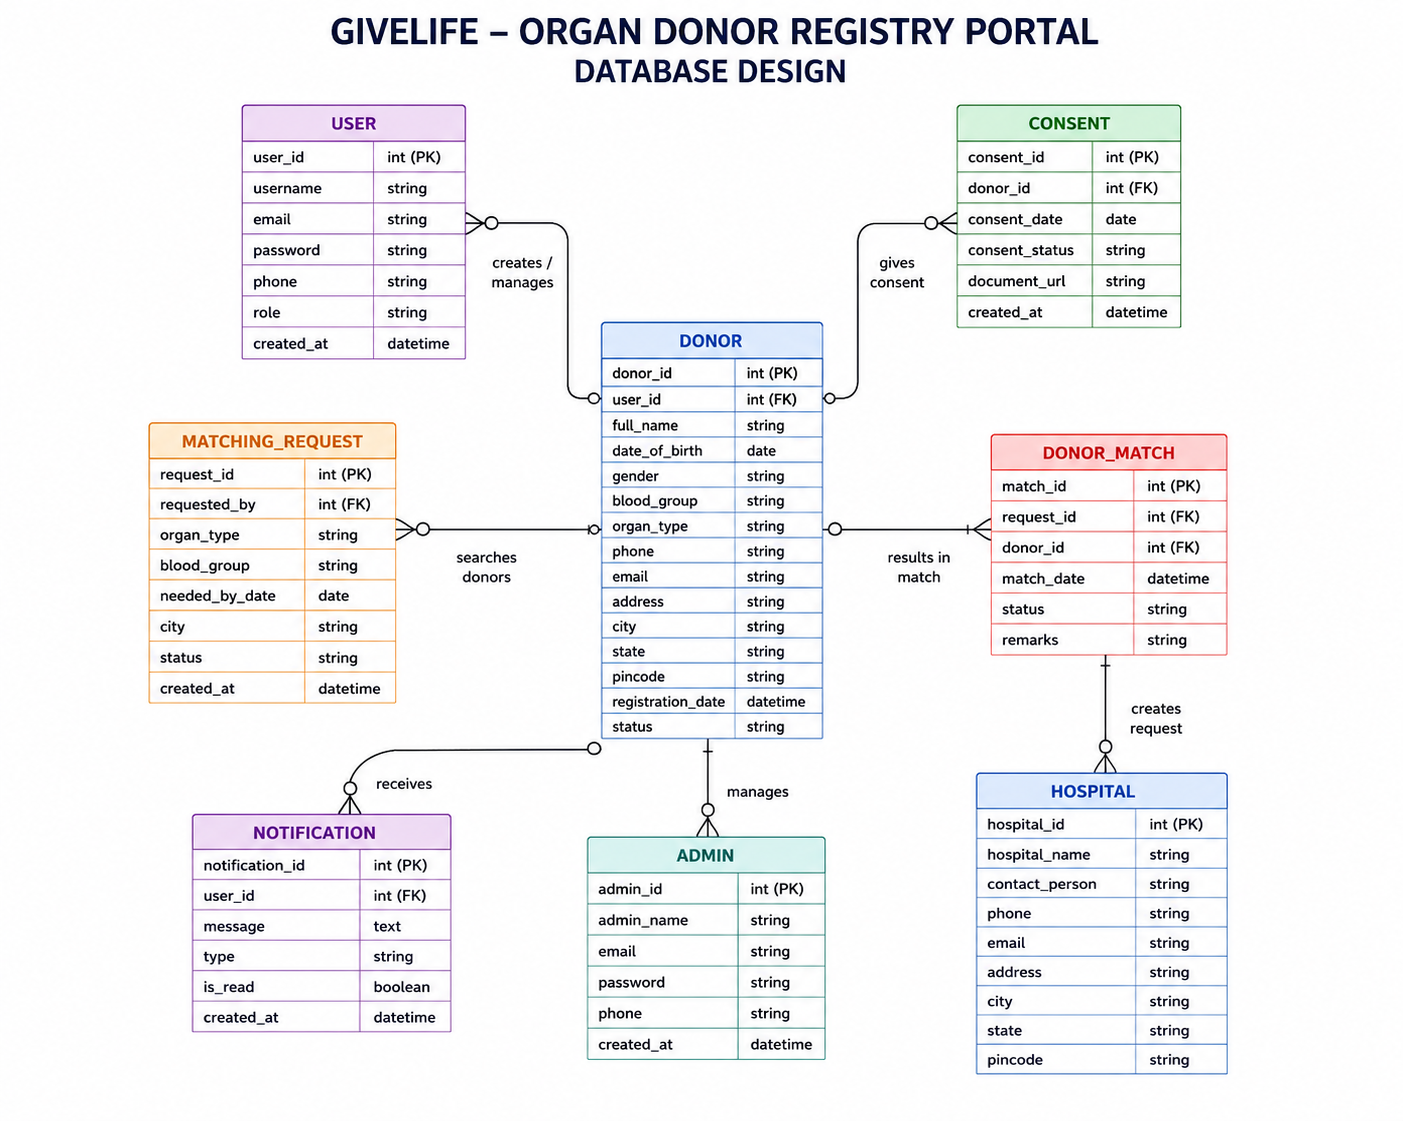 GIVELIFE – ORGAN DONOR REGISTRY PORTAL
DATABASE DESIGN
USER
user_id int (PK)
username string
email string
password string
phone string
role string
created_at datetime
creates /
manages
CONSENT
consent_id int (PK)
donor_id int (FK)
consent_date date
consent_status string
document_url string
created_at datetime
gives
consent
DONOR
donor_id int (PK)
user_id int (FK)
full_name string
date_of_birth date
gender string
blood_group string
organ_type string
phone string
email string
address string
city string
state string
pincode string
registration_date datetime
status string
MATCHING_REQUEST
request_id int (PK)
requested_by int (FK)
organ_type string
blood_group string
needed_by_date date
city string
status string
created_at datetime
searches
donors
DONOR_MATCH
match_id int (PK)
request_id int (FK)
donor_id int (FK)
match_date datetime
status string
remarks string
results in
match
creates
request
receives
manages
NOTIFICATION
notification_id int (PK)
user_id int (FK)
message text
type string
is_read boolean
created_at datetime
ADMIN
admin_id int (PK)
admin_name string
email string
password string
phone string
created_at datetime
HOSPITAL
hospital_id int (PK)
hospital_name string
contact_person string
phone string
email string
address string
city string
state string
pincode string